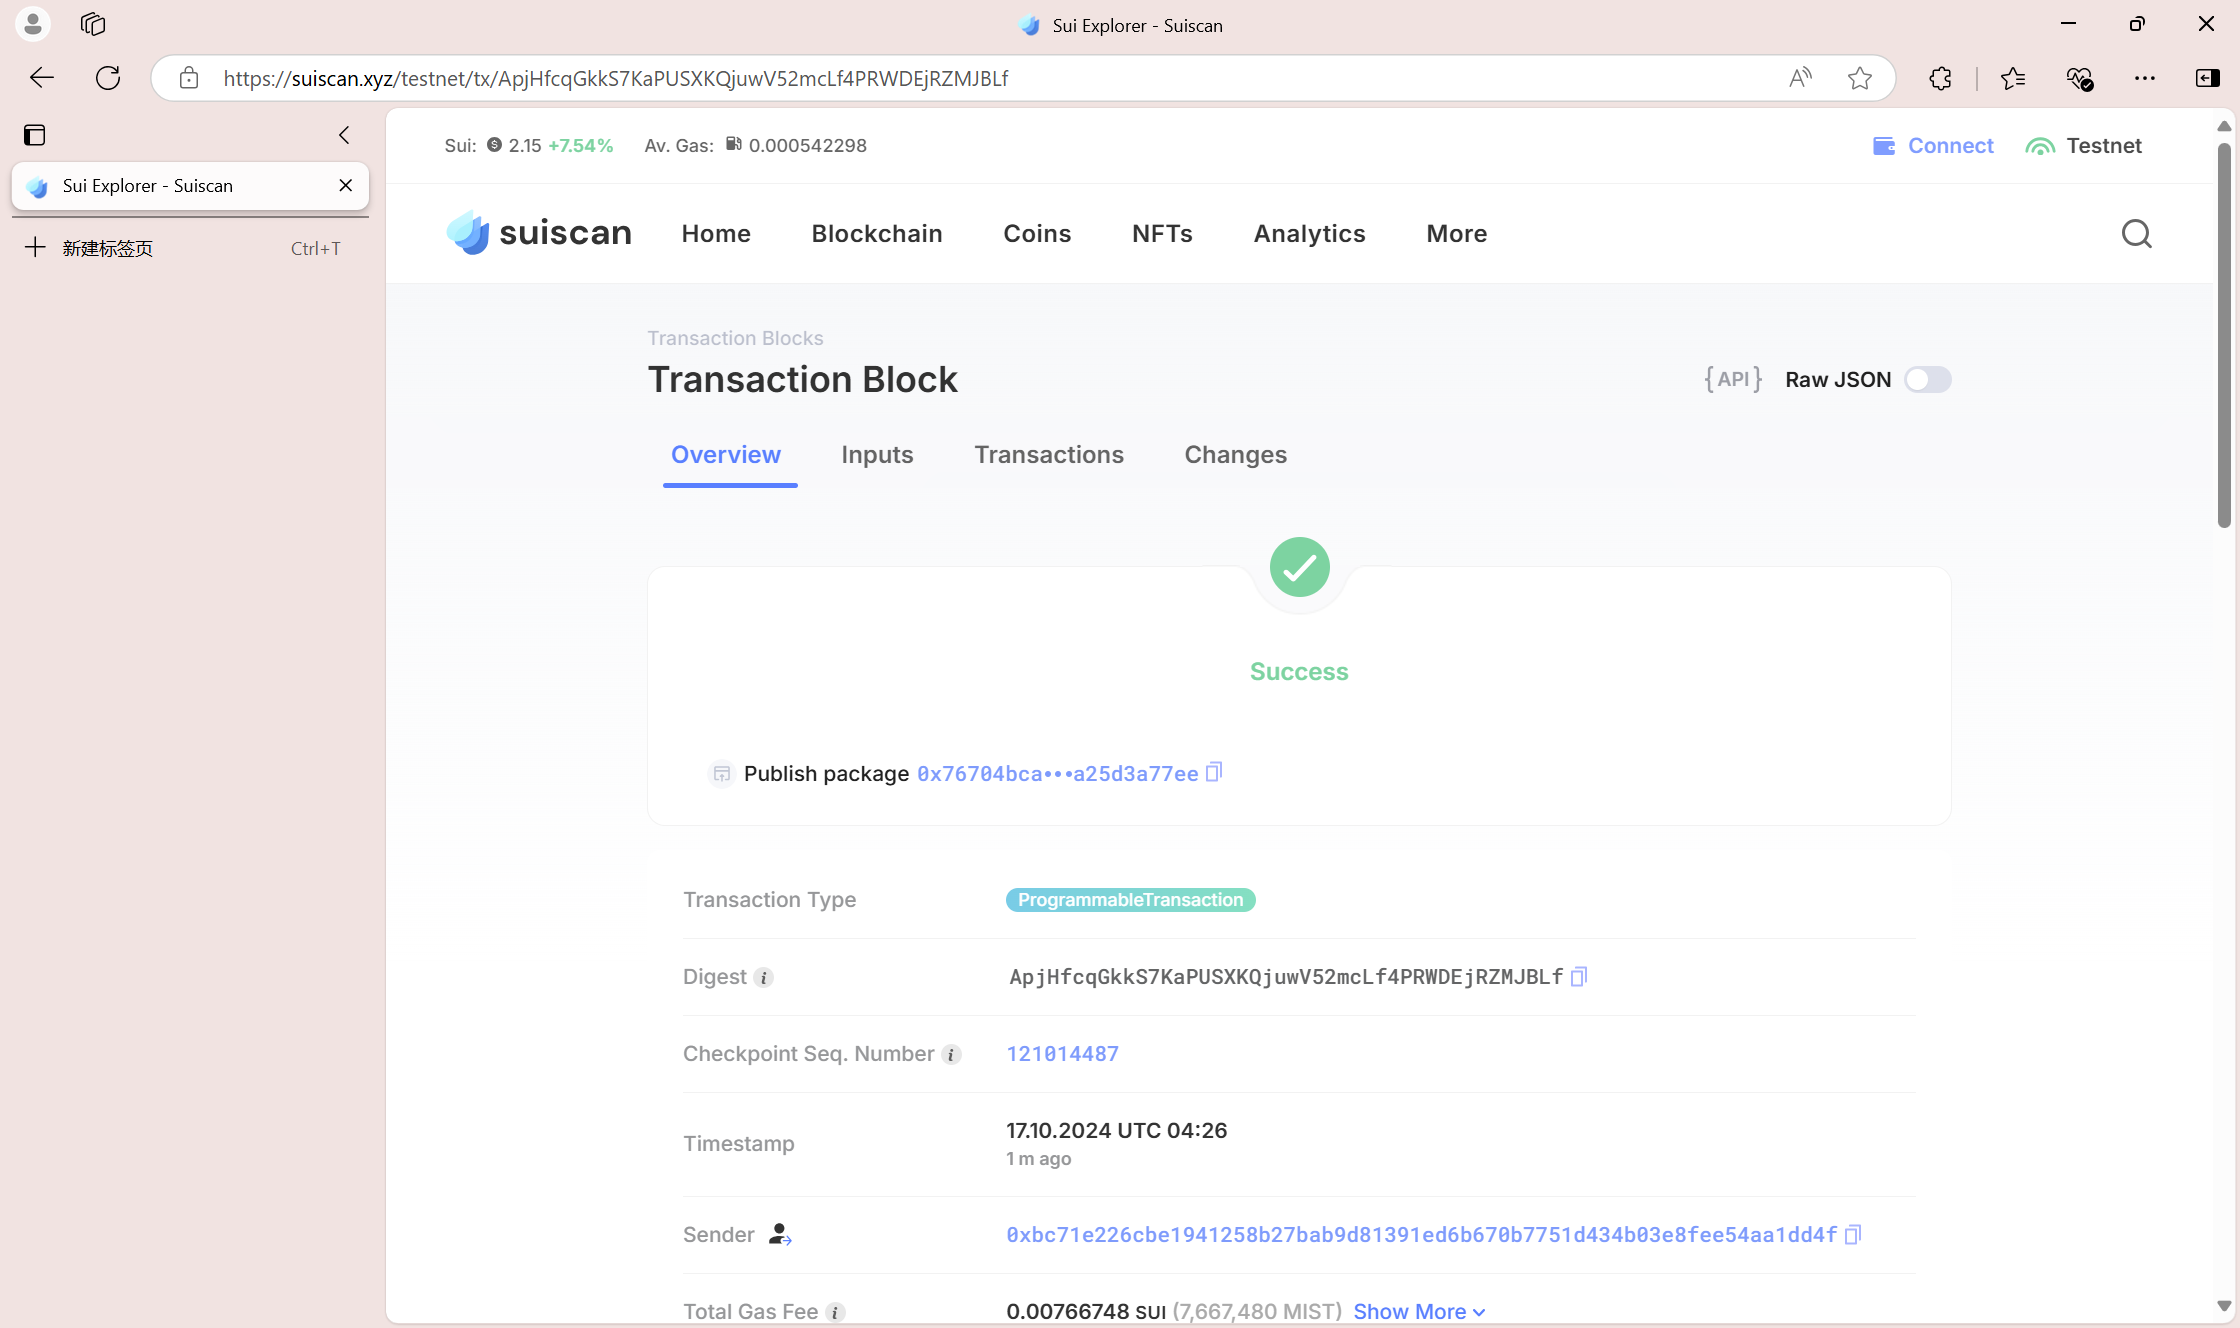 Sui Explorer - Suiscan
https://suiscan.xyz/testnet/tx/ApjHfcqGkkS7KaPUSXKQjuwV52mcLf4PRWDEjRZMJBLf
Sui Explorer - Suiscan
新建标签页 Ctrl+T
Sui: 2.15 +7.54% Av. Gas: 0.000542298 Connect Testnet
suiscan Home Blockchain Coins NFTs Analytics More
Transaction Blocks
Transaction Block {API} Raw JSON
Overview Inputs Transactions Changes
Success
Publish package 0x76704bca•••a25d3a77ee
Transaction Type ProgrammableTransaction
Digest ApjHfcqGkkS7KaPUSXKQjuwV52mcLf4PRWDEjRZMJBLf
Checkpoint Seq. Number 121014487
Timestamp 17.10.2024 UTC 04:26
1 m ago
Sender 0xbc71e226cbe1941258b27bab9d81391ed6b670b7751d434b03e8fee54aa1dd4f
Total Gas Fee 0.00766748 SUI (7,667,480 MIST) Show More